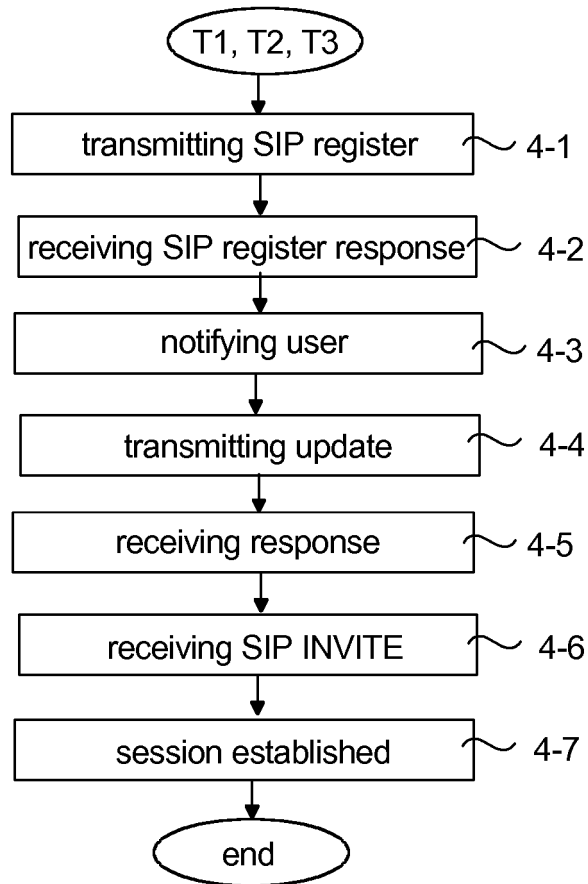 T1, T2, T3
transmitting SIP register
4-1
receiving SIP register response
4-2
notifying user
4-3
transmitting update
4-4
receiving response
4-5
receiving SIP INVITE
4-6
session established
4-7
end